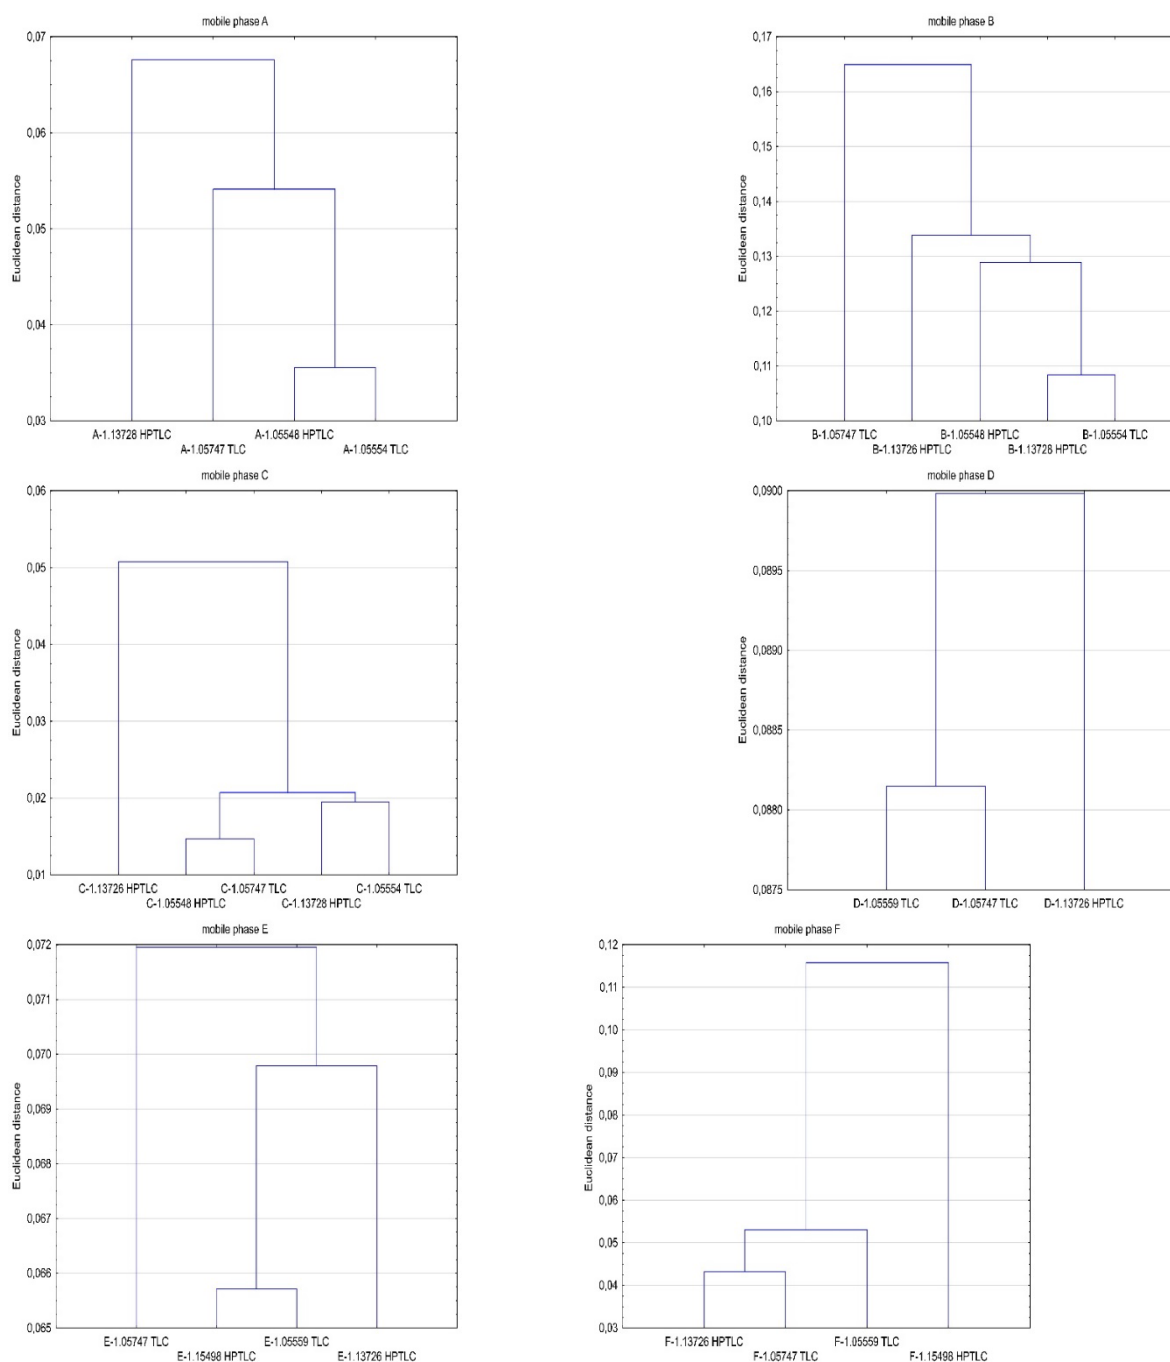 mobile phase A
0,07
0,06
0,05
0,04
0,03
Euclidean distance
A-1.13728 HPTLC
A-1.05747 TLC
A-1.05548 HPTLC
A-1.05554 TLC
mobile phase B
0,17
0,16
0,15
0,14
0,13
0,12
0,11
0,10
Euclidean distance
B-1.05747 TLC
B-1.13726 HPTLC
B-1.05548 HPTLC
B-1.13728 HPTLC
B-1.05554 TLC
mobile phase C
0,06
0,05
0,04
0,03
0,02
0,01
Euclidean distance
C-1.13726 HPTLC
C-1.05548 HPTLC
C-1.05747 TLC
C-1.13728 HPTLC
C-1.05554 TLC
mobile phase D
0,0900
0,0895
0,0890
0,0885
0,0880
0,0875
Euclidean distance
D-1.05559 TLC
D-1.05747 TLC
D-1.13726 HPTLC
mobile phase E
0,072
0,071
0,070
0,069
0,068
0,067
0,066
0,065
Euclidean distance
E-1.05747 TLC
E-1.15498 HPTLC
E-1.05559 TLC
E-1.13726 HPTLC
mobile phase F
0,12
0,11
0,10
0,09
0,08
0,07
0,06
0,05
0,04
0,03
Euclidean distance
F-1.13726 HPTLC
F-1.05747 TLC
F-1.05559 TLC
F-1.15498 HPTLC